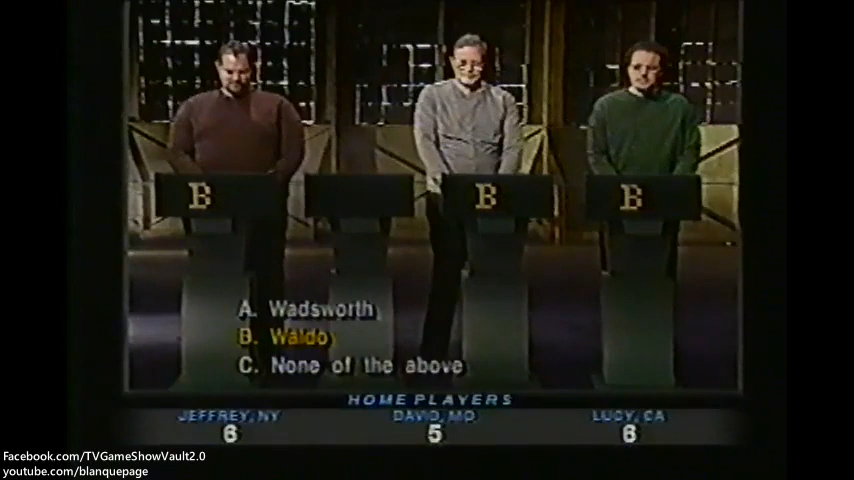 B B B
A. Wadsworth
B. Waldo
C. None of the above
HOME PLAYERS
JEFFREY, NY DAVID, MO LUCY, CA
6 5 6
Facebook.com/TVGameShowVault2.0
youtube.com/blanquepage